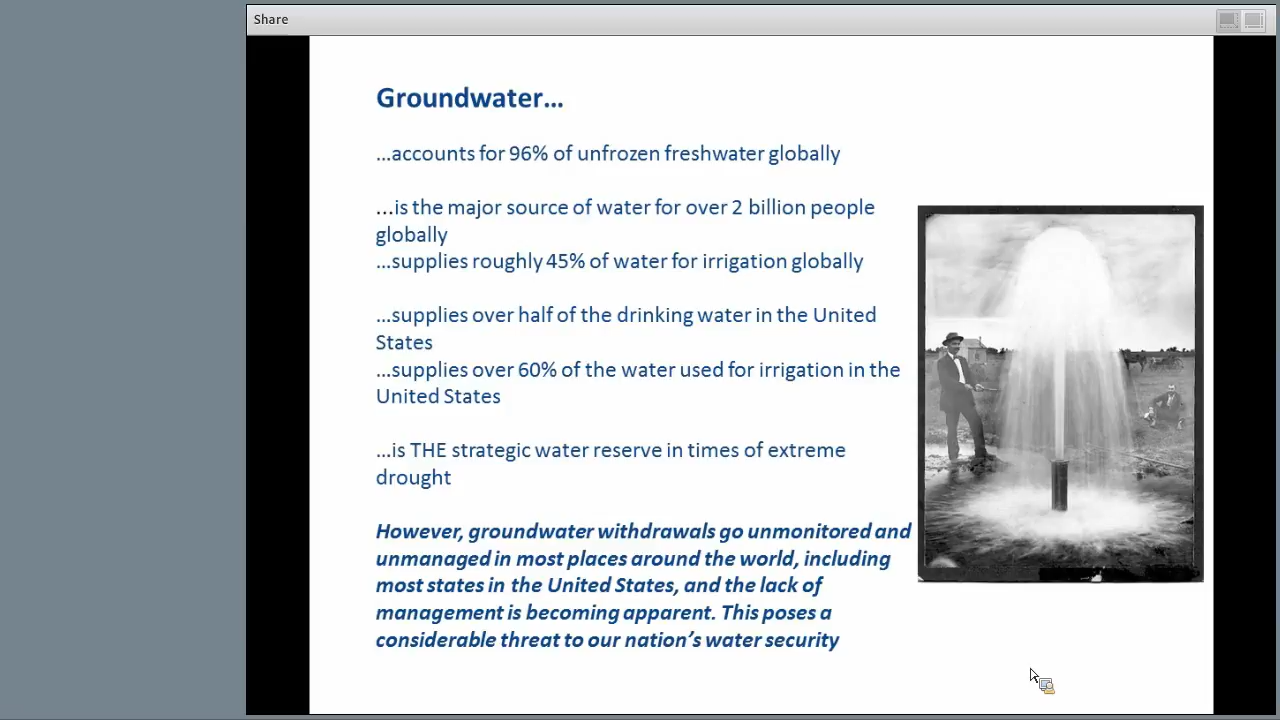 Share
Groundwater…
…accounts for 96% of unfrozen freshwater globally
…is the major source of water for over 2 billion people
globally
…supplies roughly 45% of water for irrigation globally
…supplies over half of the drinking water in the United
States
…supplies over 60% of the water used for irrigation in the
United States
…is THE strategic water reserve in times of extreme
drought
However, groundwater withdrawals go unmonitored and
unmanaged in most places around the world, including
most states in the United States, and the lack of
management is becoming apparent. This poses a
considerable threat to our nation’s water security